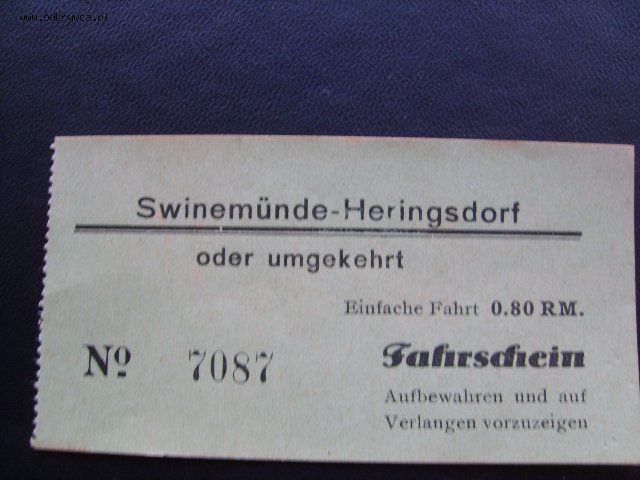 www.odkrywca.pl
Swinemünde-Heringsdorf
oder umgekehrt
Einfache Fahrt 0.80 RM.
Nº 7087
Fahrschein
Aufbewahren und auf
Verlangen vorzuzeigen